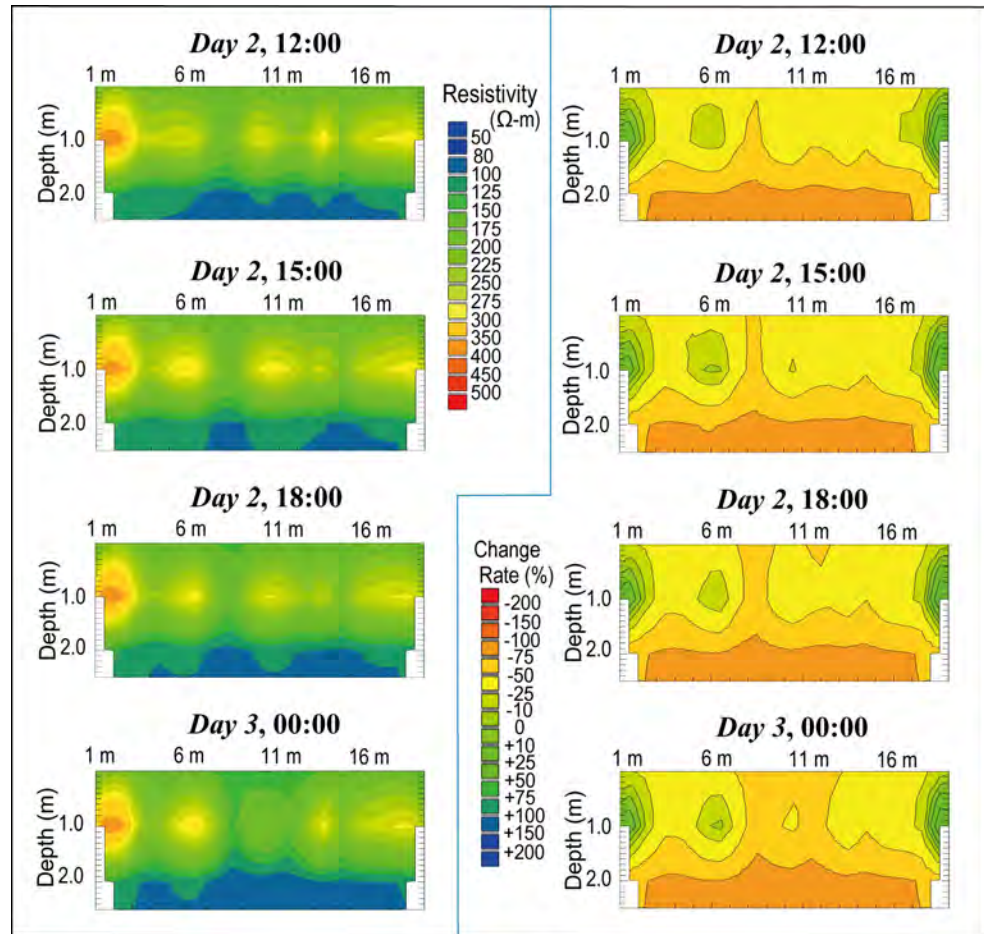 Day 2, 12:00
1 m 6 m 11 m 16 m
Depth (m)
1.0
2.0
Day 2, 15:00
1 m 6 m 11 m 16 m
Depth (m)
1.0
2.0
Day 2, 18:00
1 m 6 m 11 m 16 m
Depth (m)
1.0
2.0
Day 3, 00:00
1 m 6 m 11 m 16 m
Depth (m)
1.0
2.0
Resistivity
(Ω-m)
50
80
100
125
150
175
200
225
250
275
300
350
400
450
500
Change
Rate (%)
-200
-150
-100
-75
-50
-25
-10
0
+10
+25
+50
+75
+100
+150
+200
Day 2, 12:00
1 m 6 m 11 m 16 m
Depth (m)
1.0
2.0
Day 2, 15:00
1 m 6 m 11 m 16 m
Depth (m)
1.0
2.0
Day 2, 18:00
1 m 6 m 11 m 16 m
Depth (m)
1.0
2.0
Day 3, 00:00
1 m 6 m 11 m 16 m
Depth (m)
1.0
2.0